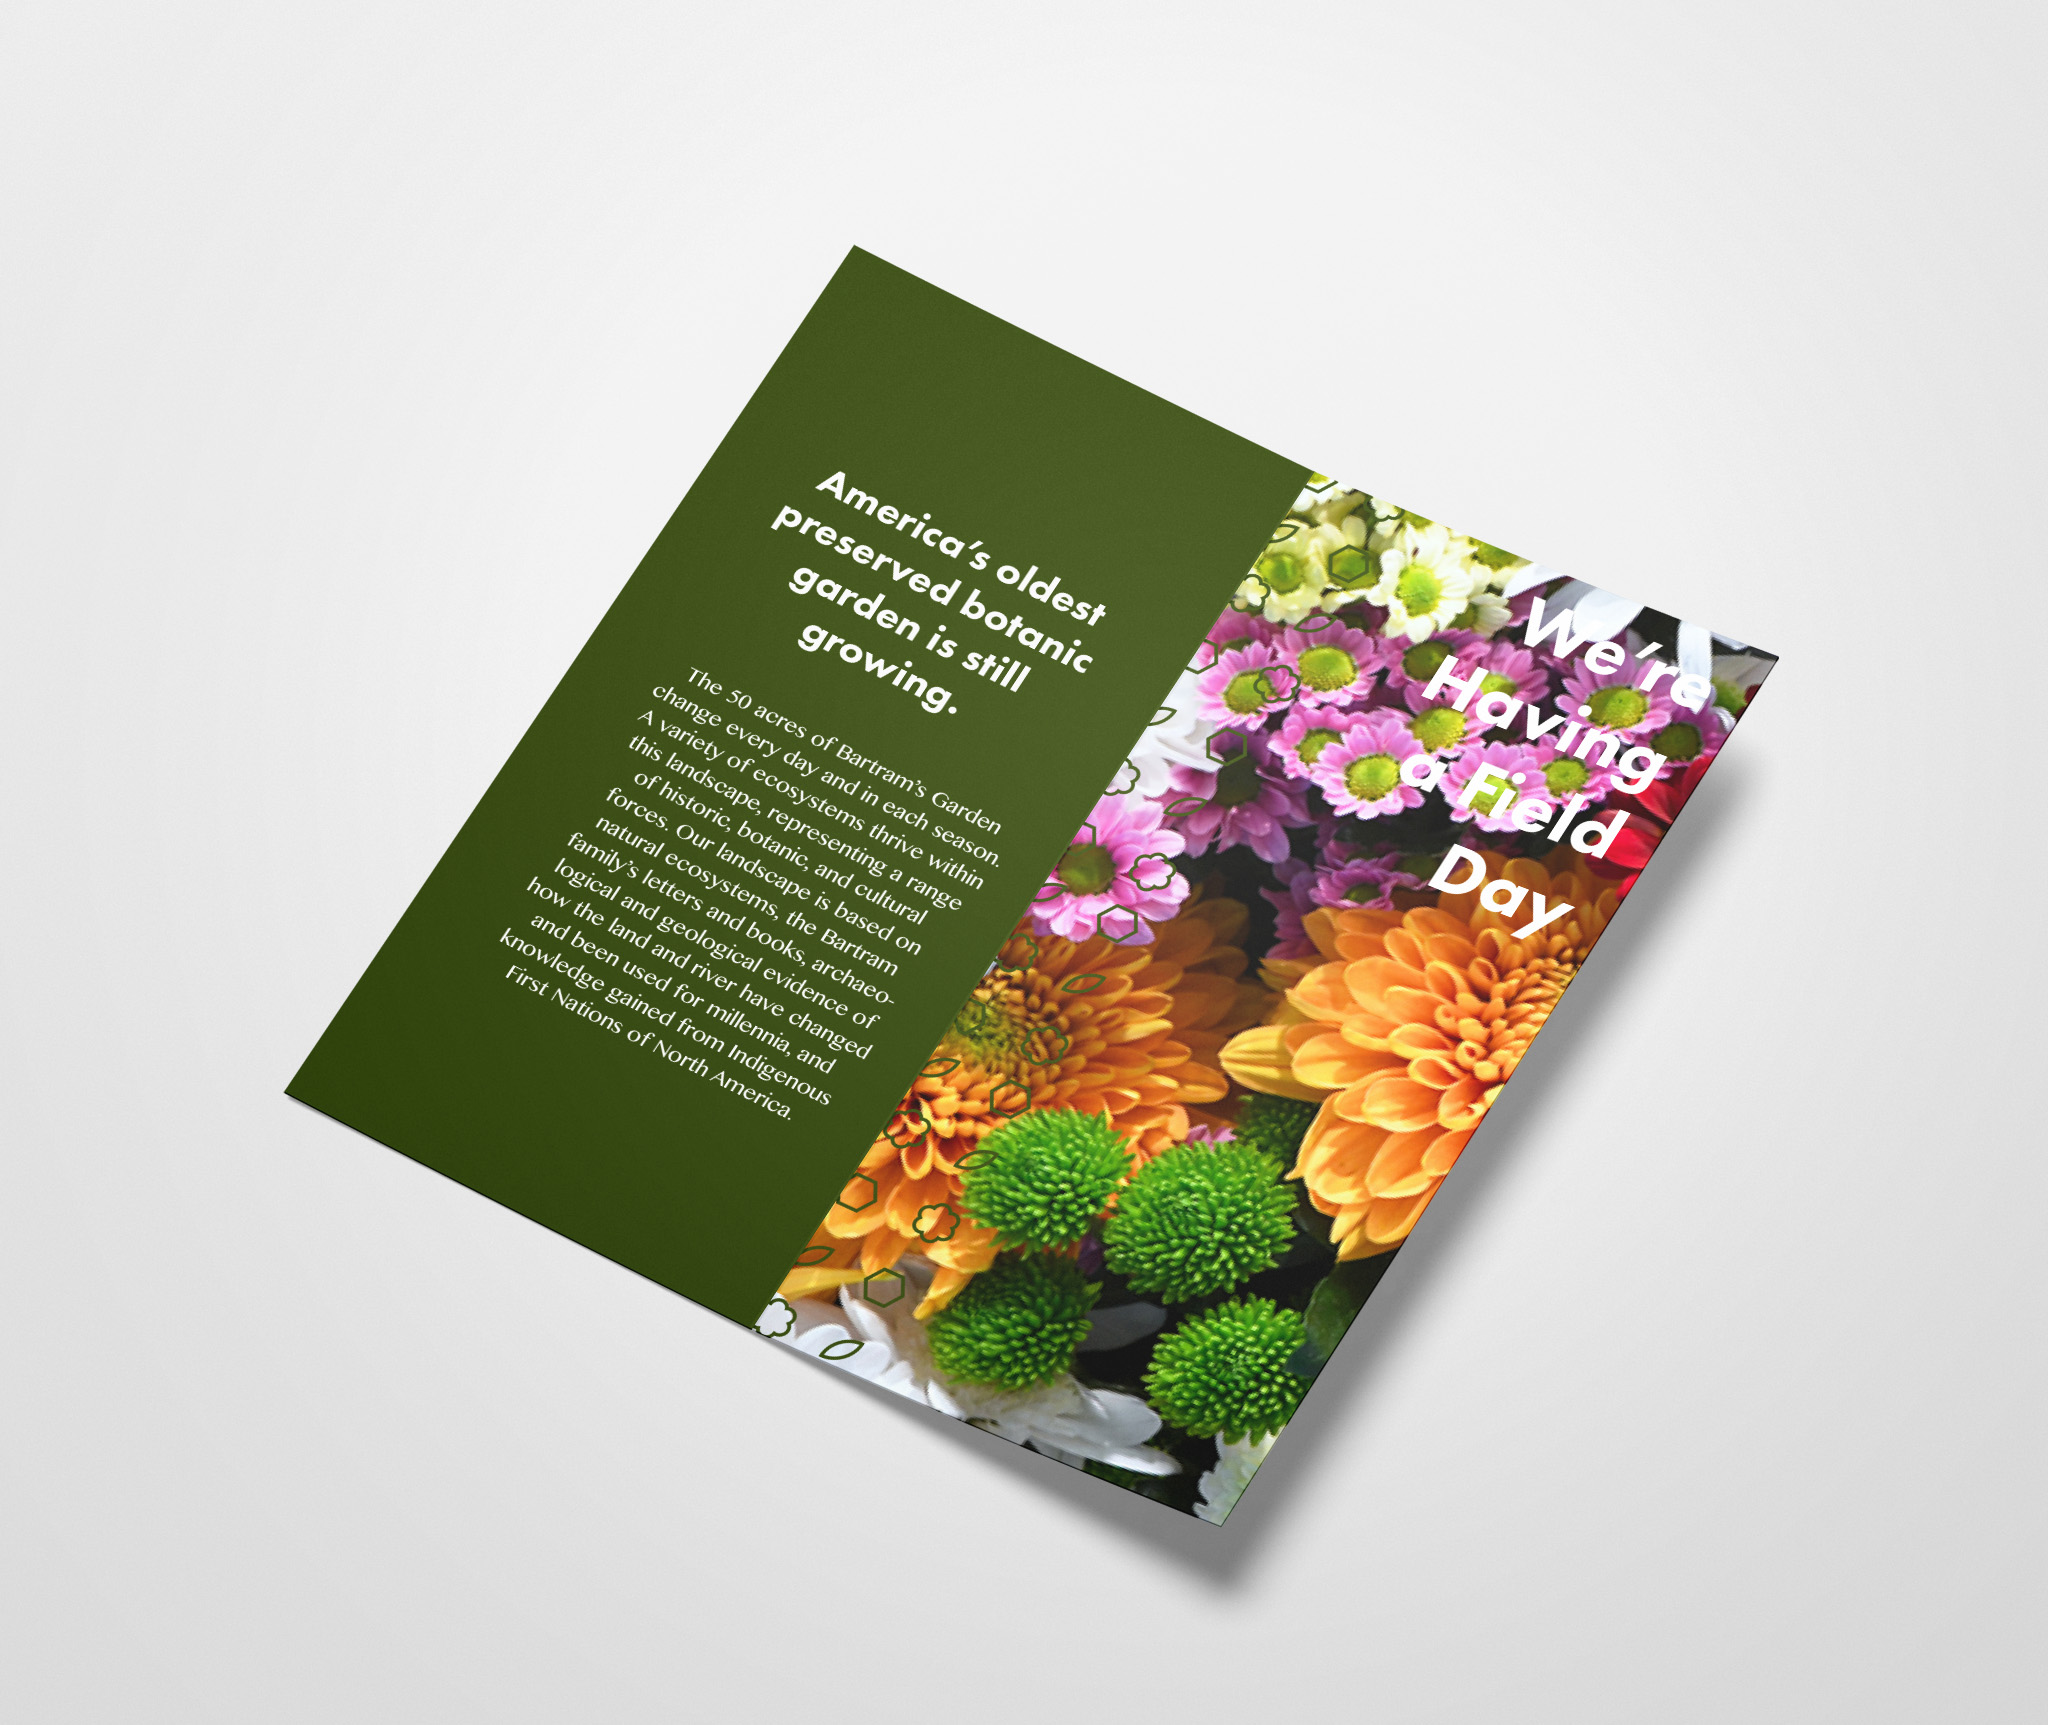 America's oldest
preserved botanic
garden is still
growing.
The 50 acres of Bartram's Garden
change every day and in each season.
A variety of ecosystems thrive within
this landscape, representing a range
of historic, botanic, and cultural
forces. Our landscape is based on
natural ecosystems, the Bartram
family's letters and books, archaeo-
logical and geological evidence of
how the land and river have changed
and been used for millennia, and
knowledge gained from Indigenous
First Nations of North America.
We're
Having
a Field
Day